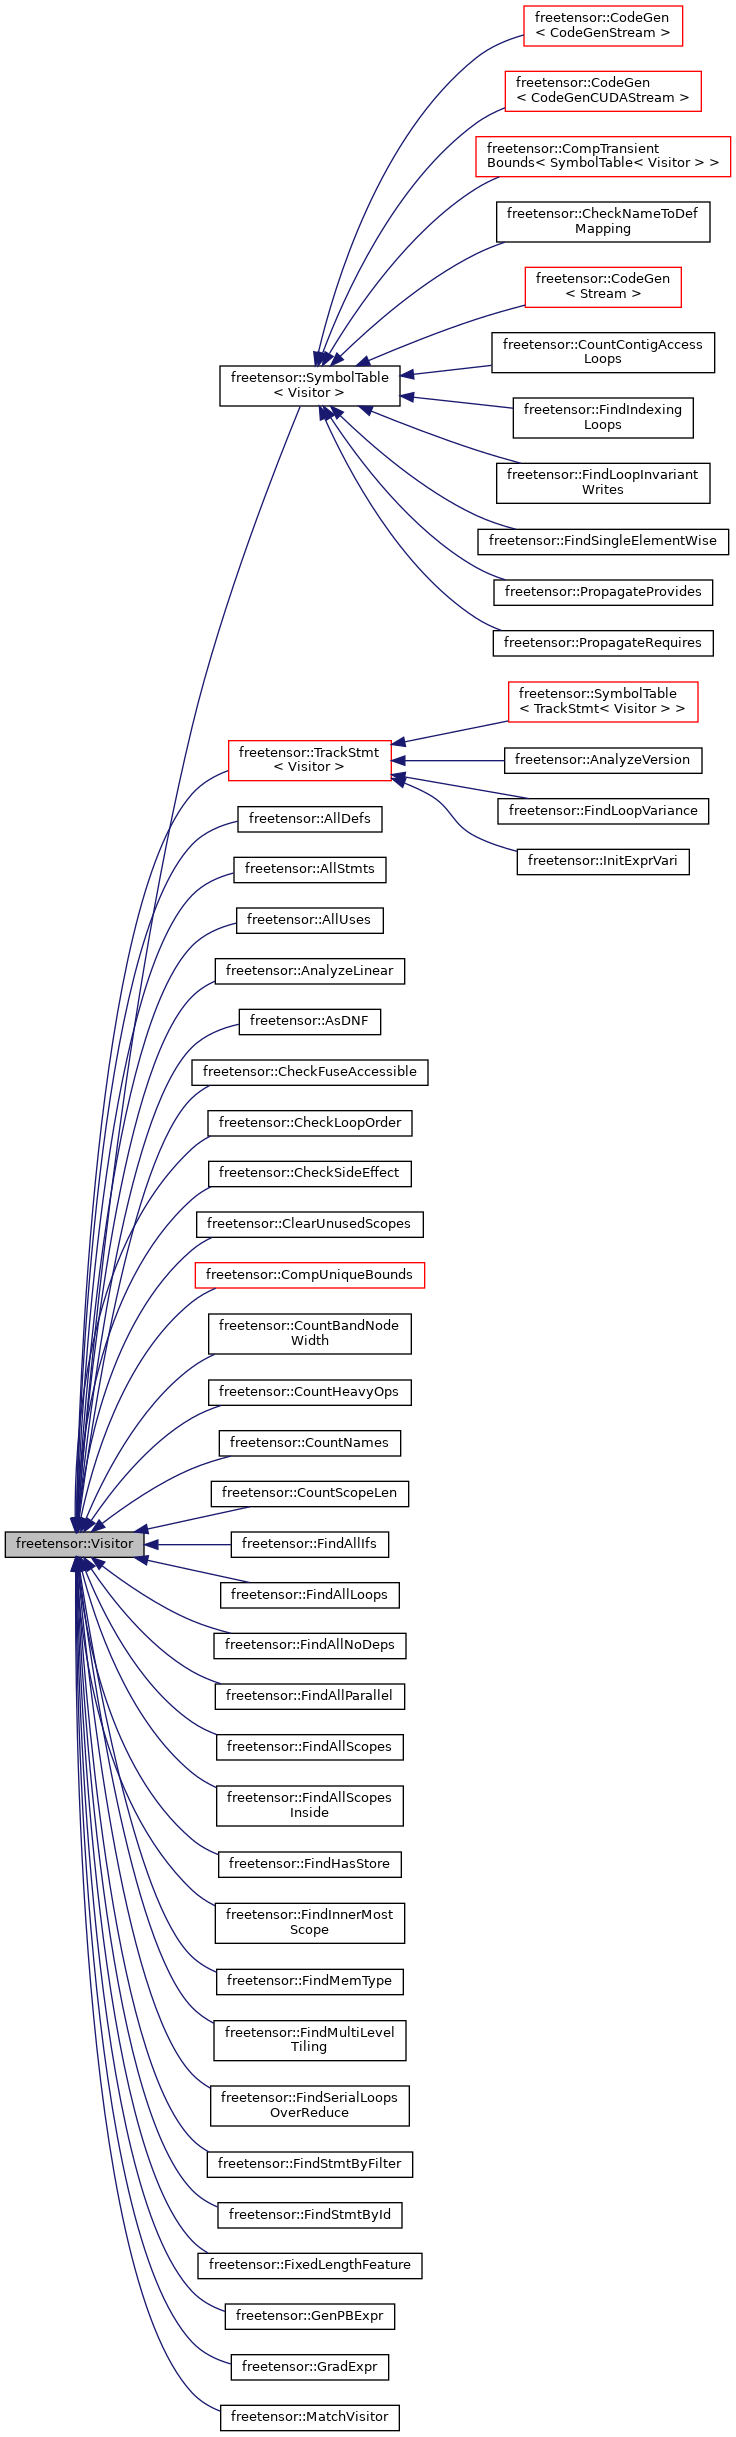 freetensor::CodeGen
< CodeGenStream >
freetensor::CodeGen
< CodeGenCUDAStream >
freetensor::CompTransient
Bounds< SymbolTable< Visitor > >
freetensor::CheckNameToDef
Mapping
freetensor::CodeGen
< Stream >
freetensor::CountContigAccess
Loops
freetensor::SymbolTable
< Visitor >
freetensor::FindIndexing
Loops
freetensor::FindLoopInvariant
Writes
freetensor::FindSingleElementWise
freetensor::PropagateProvides
freetensor::PropagateRequires
freetensor::SymbolTable
< TrackStmt< Visitor > >
freetensor::TrackStmt
< Visitor >
freetensor::AnalyzeVersion
freetensor::FindLoopVariance
freetensor::InitExprVari
freetensor::AllDefs
freetensor::AllStmts
freetensor::AllUses
freetensor::AnalyzeLinear
freetensor::AsDNF
freetensor::CheckFuseAccessible
freetensor::CheckLoopOrder
freetensor::CheckSideEffect
freetensor::ClearUnusedScopes
freetensor::CompUniqueBounds
freetensor::CountBandNode
Width
freetensor::CountHeavyOps
freetensor::CountNames
freetensor::CountScopeLen
freetensor::Visitor
freetensor::FindAllIfs
freetensor::FindAllLoops
freetensor::FindAllNoDeps
freetensor::FindAllParallel
freetensor::FindAllScopes
freetensor::FindAllScopes
Inside
freetensor::FindHasStore
freetensor::FindInnerMost
Scope
freetensor::FindMemType
freetensor::FindMultiLevel
Tiling
freetensor::FindSerialLoops
OverReduce
freetensor::FindStmtByFilter
freetensor::FindStmtById
freetensor::FixedLengthFeature
freetensor::GenPBExpr
freetensor::GradExpr
freetensor::MatchVisitor